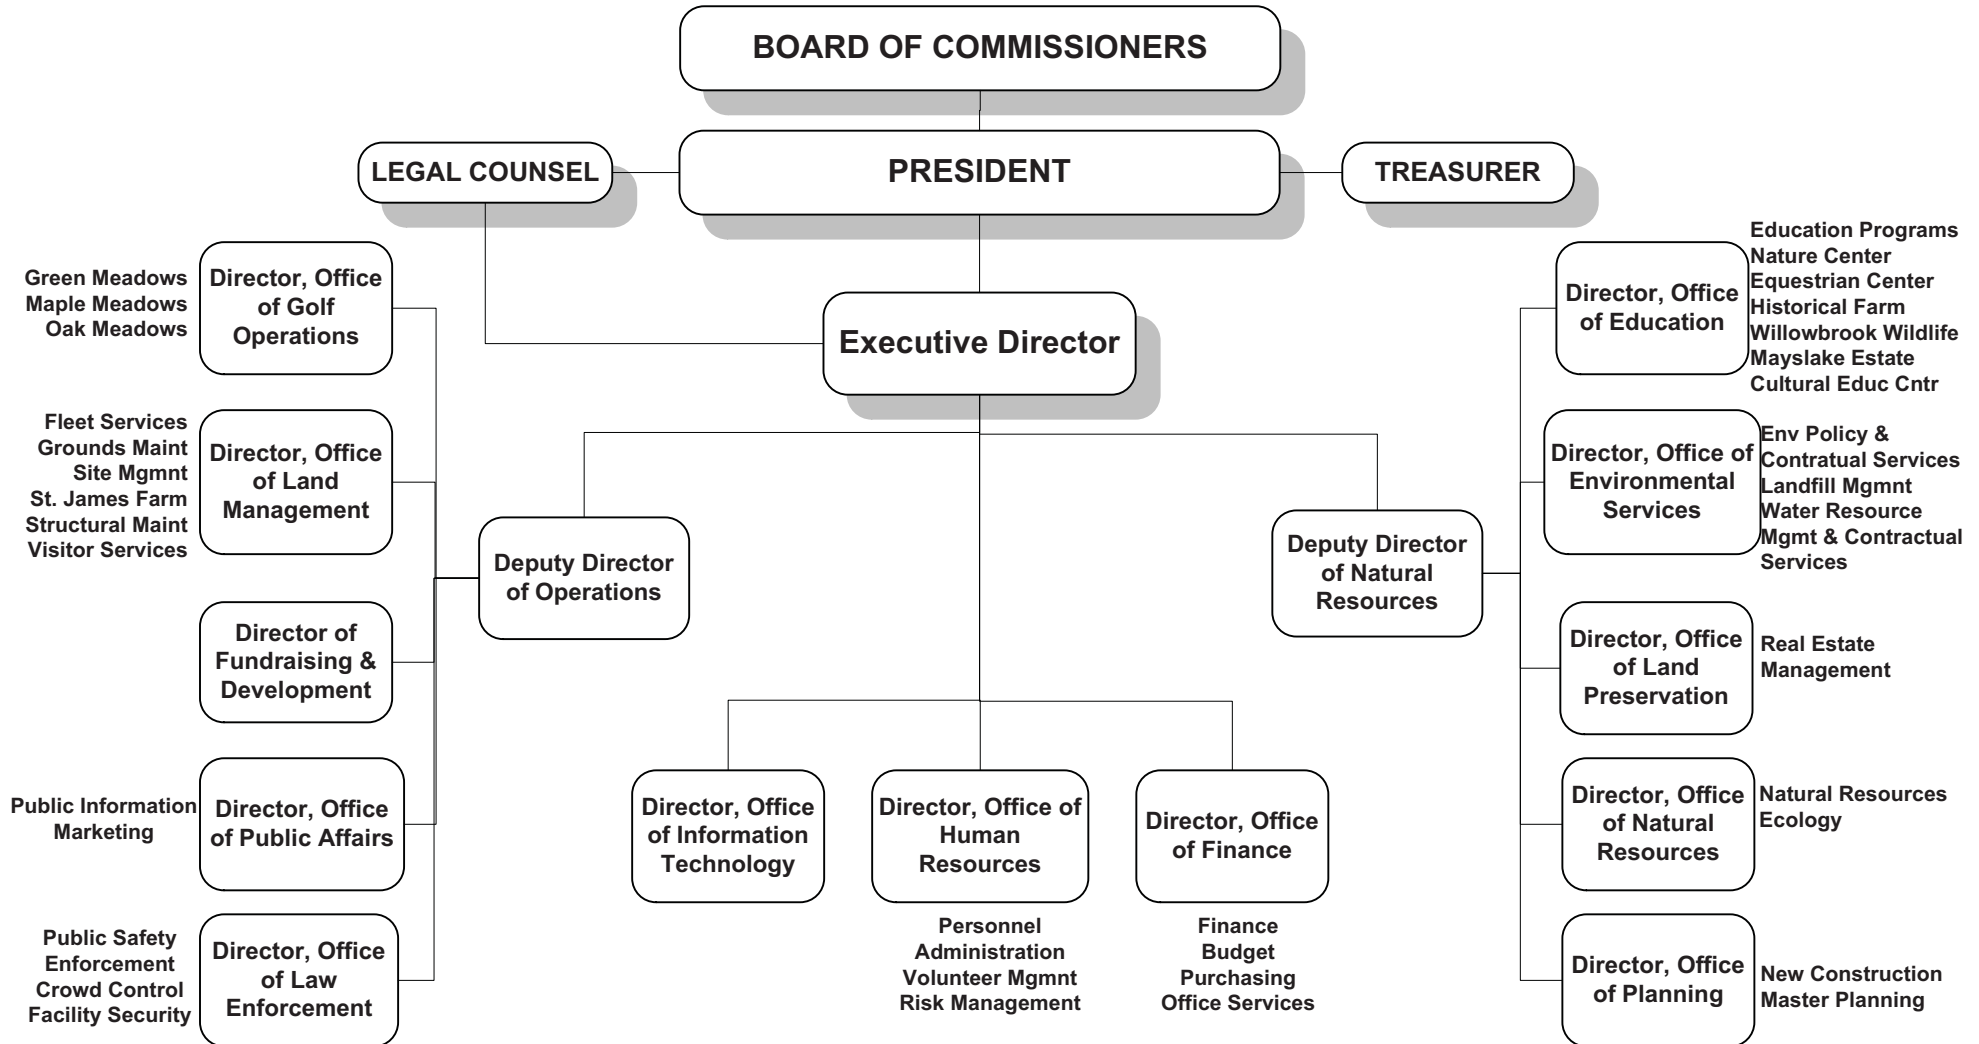 BOARD OF COMMISSIONERS
LEGAL COUNSEL
PRESIDENT
TREASURER
Executive Director
Green Meadows
Maple Meadows
Oak Meadows
Director, Office
of Golf
Operations
Fleet Services
Grounds Maint
Site Mgmnt
St. James Farm
Structural Maint
Visitor Services
Director, Office
of Land
Management
Director of
Fundraising &
Development
Public Information
Marketing
Director, Office
of Public Affairs
Public Safety
Enforcement
Crowd Control
Facility Security
Director, Office
of Law
Enforcement
Deputy Director
of Operations
Director, Office
of Information
Technology
Director, Office of
Human
Resources
Personnel
Administration
Volunteer Mgmnt
Risk Management
Director, Office
of Finance
Finance
Budget
Purchasing
Office Services
Deputy Director
of Natural
Resources
Director, Office
of Education
Education Programs
Nature Center
Equestrian Center
Historical Farm
Willowbrook Wildlife
Mayslake Estate
Cultural Educ Cntr
Director, Office of
Environmental
Services
Env Policy &
Contratual Services
Landfill Mgmnt
Water Resource
Mgmt & Contractual
Services
Director, Office
of Land
Preservation
Real Estate
Management
Director, Office
of Natural
Resources
Natural Resources
Ecology
Director, Office
of Planning
New Construction
Master Planning